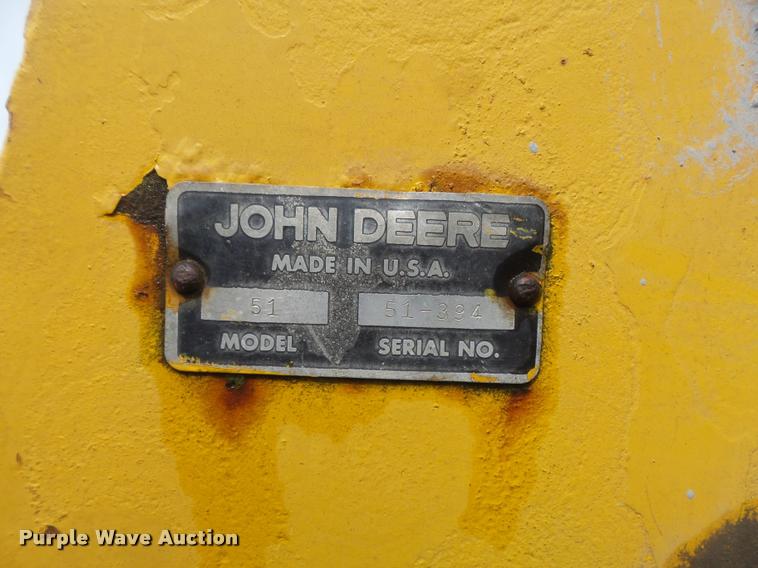 JOHN DEERE
MADE IN U.S.A.
51 51-394
MODEL SERIAL NO.
Purple Wave Auction